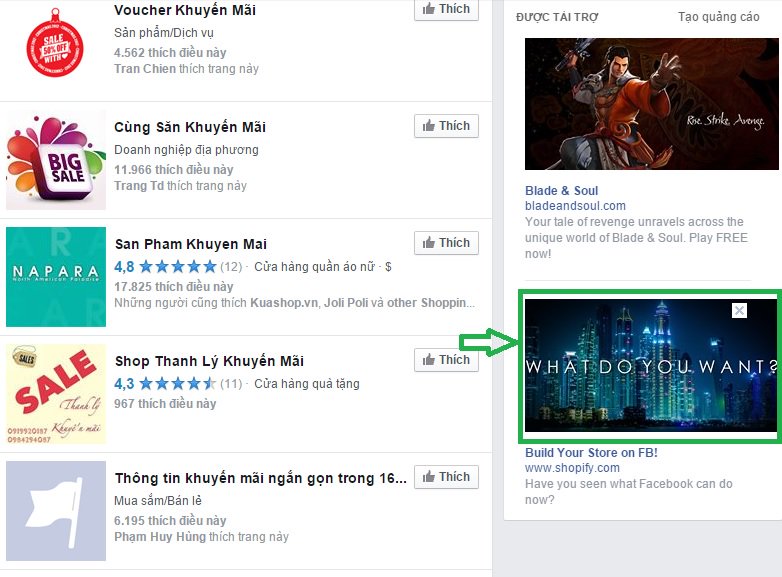 Voucher Khuyến Mãi
Thích
Sản phẩm/Dịch vụ
4.562 thích điều này
Tran Chien thích trang này
SALE
50% OFF
WITH
Cùng Săn Khuyến Mãi
Thích
Doanh nghiệp địa phương
11.966 thích điều này
Trang Td thích trang này
BIG
SALE
San Pham Khuyen Mai
Thích
4,8 (12) · Cửa hàng quần áo nữ · $
17.825 thích điều này
Những người cũng thích Kuashop.vn, Joli Poli và other Shoppin...
NAPARA
North American Paradise
Shop Thanh Lý Khuyến Mãi
Thích
4,3 (11) · Cửa hàng quà tặng
967 thích điều này
SALES
SALE
Thanh lý
Khuyế'n mãi
0919920187
0984294087
Thông tin khuyến mãi ngắn gọn trong 16...
Thích
Mua sắm/Bán lẻ
6.195 thích điều này
Phạm Huy Hùng thích trang này
ĐƯỢC TÀI TRỢ
Tạo quảng cáo
Rise. Strike. Avenge.
Blade & Soul
bladeandsoul.com
Your tale of revenge unravels across the
unique world of Blade & Soul. Play FREE
now!
WHAT DO YOU WANT?
Build Your Store on FB!
www.shopify.com
Have you seen what Facebook can do
now?